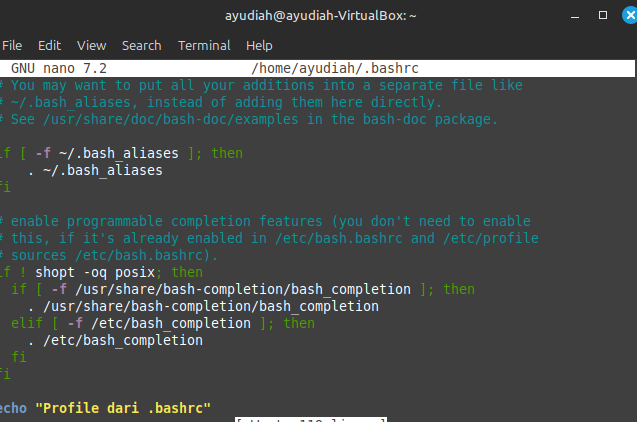 ayudiah@ayudiah-VirtualBox: ~
File Edit View Search Terminal Help
GNU nano 7.2 /home/ayudiah/.bashrc
# You may want to put all your additions into a separate file like
# ~/.bash_aliases, instead of adding them here directly.
# See /usr/share/doc/bash-doc/examples in the bash-doc package.
if [ -f ~/.bash_aliases ]; then
. ~/.bash_aliases
fi
# enable programmable completion features (you don't need to enable
# this, if it's already enabled in /etc/bash.bashrc and /etc/profile
# sources /etc/bash.bashrc).
if ! shopt -oq posix; then
if [ -f /usr/share/bash-completion/bash_completion ]; then
. /usr/share/bash-completion/bash_completion
elif [ -f /etc/bash_completion ]; then
. /etc/bash_completion
fi
fi
echo "Profile dari .bashrc"